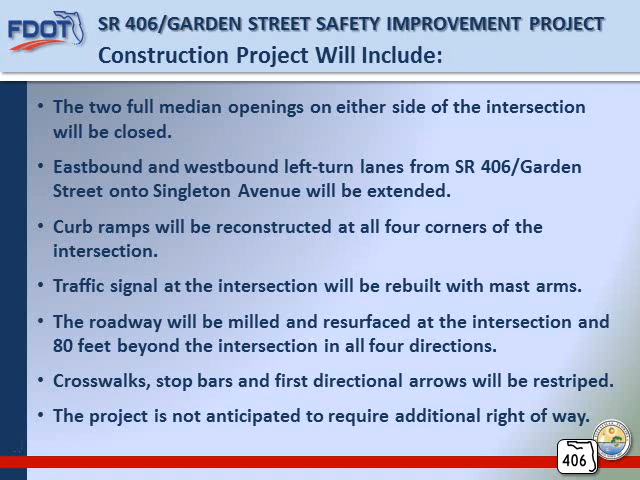 FDOT
SR 406/GARDEN STREET SAFETY IMPROVEMENT PROJECT
Construction Project Will Include:
• The two full median openings on either side of the intersection
will be closed.
• Eastbound and westbound left-turn lanes from SR 406/Garden
Street onto Singleton Avenue will be extended.
• Curb ramps will be reconstructed at all four corners of the
intersection.
• Traffic signal at the intersection will be rebuilt with mast arms.
• The roadway will be milled and resurfaced at the intersection and
80 feet beyond the intersection in all four directions.
• Crosswalks, stop bars and first directional arrows will be restriped.
• The project is not anticipated to require additional right of way.
406